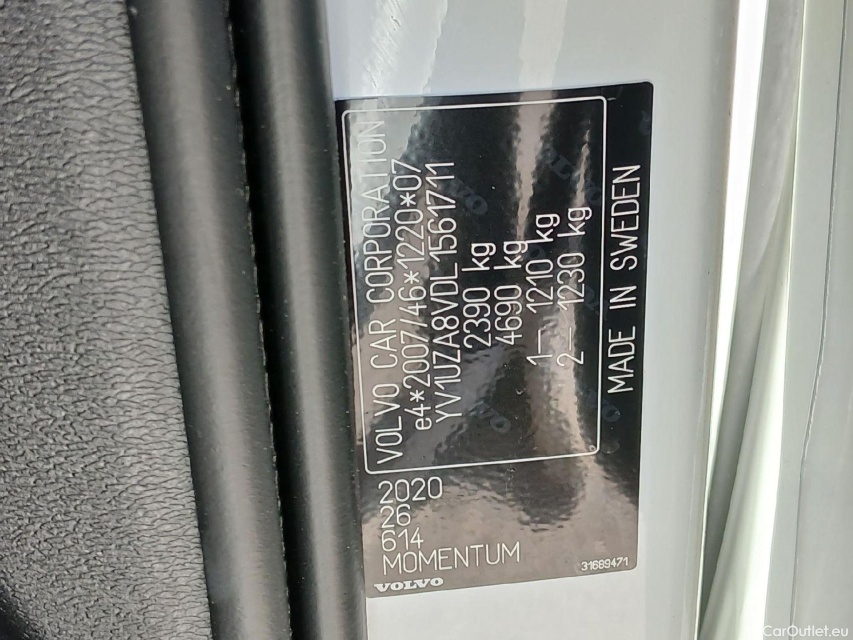 VOLVO CAR CORPORATION
e4*2007/46*1220*07
YV1UZA8VDL1561711
2390 kg
4690 kg
1— 1210 kg
2— 1230 kg
MADE IN SWEDEN
2020
26
614
MOMENTUM
VOLVO
31689471
CarOutlet.eu